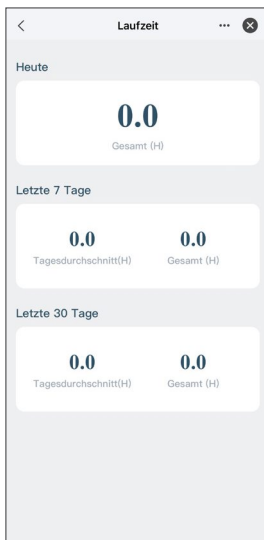 Laufzeit
Heute
0.0
Gesamt (H)
Letzte 7 Tage
0.0 0.0
Tagesdurchschnitt(H) Gesamt (H)
Letzte 30 Tage
0.0 0.0
Tagesdurchschnitt(H) Gesamt (H)